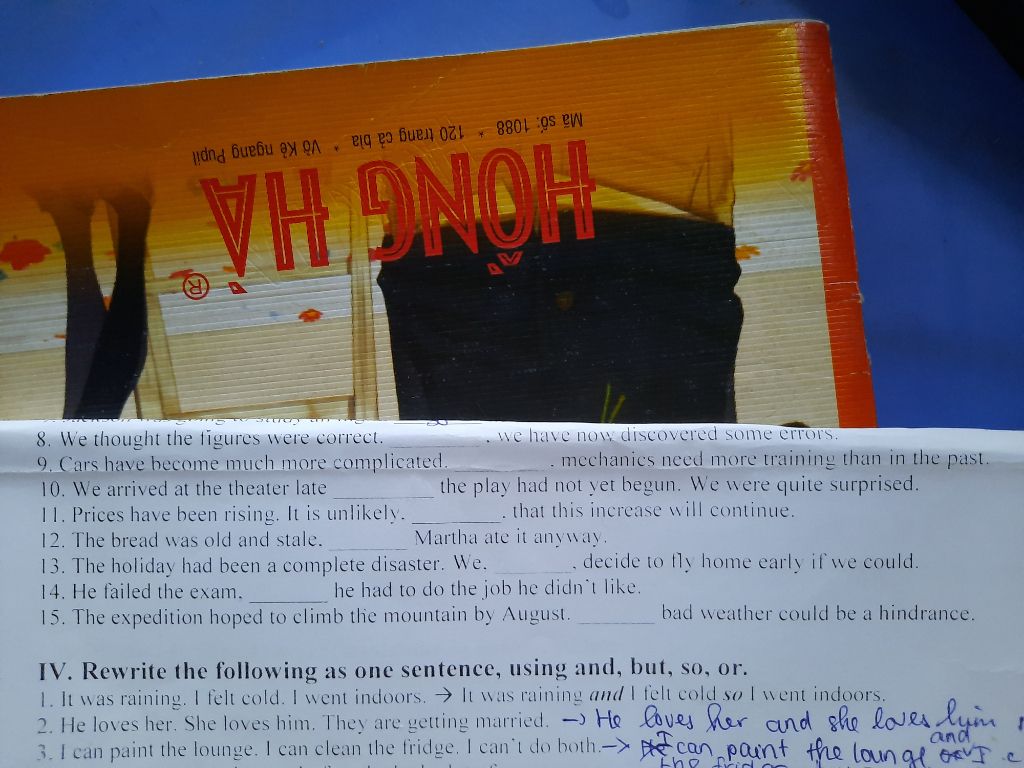 HỒNG HÀ ®
Mã số: 1088 * 120 trang cả bìa * Vở Kẻ ngang Pupil
8. We thought the figures were correct. ________, we have now discovered some errors.
9. Cars have become much more complicated. ________, mechanics need more training than in the past.
10. We arrived at the theater late ________ the play had not yet begun. We were quite surprised.
11. Prices have been rising. It is unlikely, ________, that this increase will continue.
12. The bread was old and stale, ________ Martha ate it anyway.
13. The holiday had been a complete disaster. We, ________, decide to fly home early if we could.
14. He failed the exam, ________ he had to do the job he didn't like.
15. The expedition hoped to climb the mountain by August. ________ bad weather could be a hindrance.
IV. Rewrite the following as one sentence, using and, but, so, or.
1. It was raining. I felt cold. I went indoors. → It was raining and I felt cold so I went indoors.
2. He loves her. She loves him. They are getting married. → He loves her and she loves him
3. I can paint the lounge. I can clean the fridge. I can't do both. → I can paint the lounge and I c
the fridge